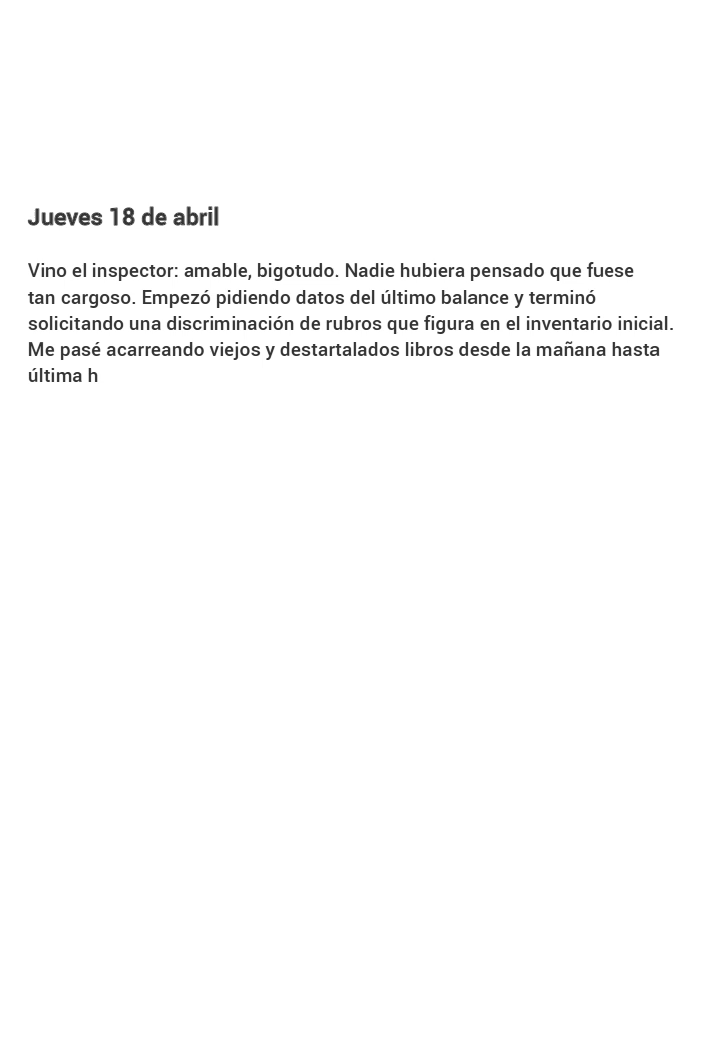 Jueves 18 de abril
Vino el inspector: amable, bigotudo. Nadie hubiera pensado que fuese
tan cargoso. Empezó pidiendo datos del último balance y terminó
solicitando una discriminación de rubros que figura en el inventario inicial.
Me pasé acarreando viejos y destartalados libros desde la mañana hasta
última h